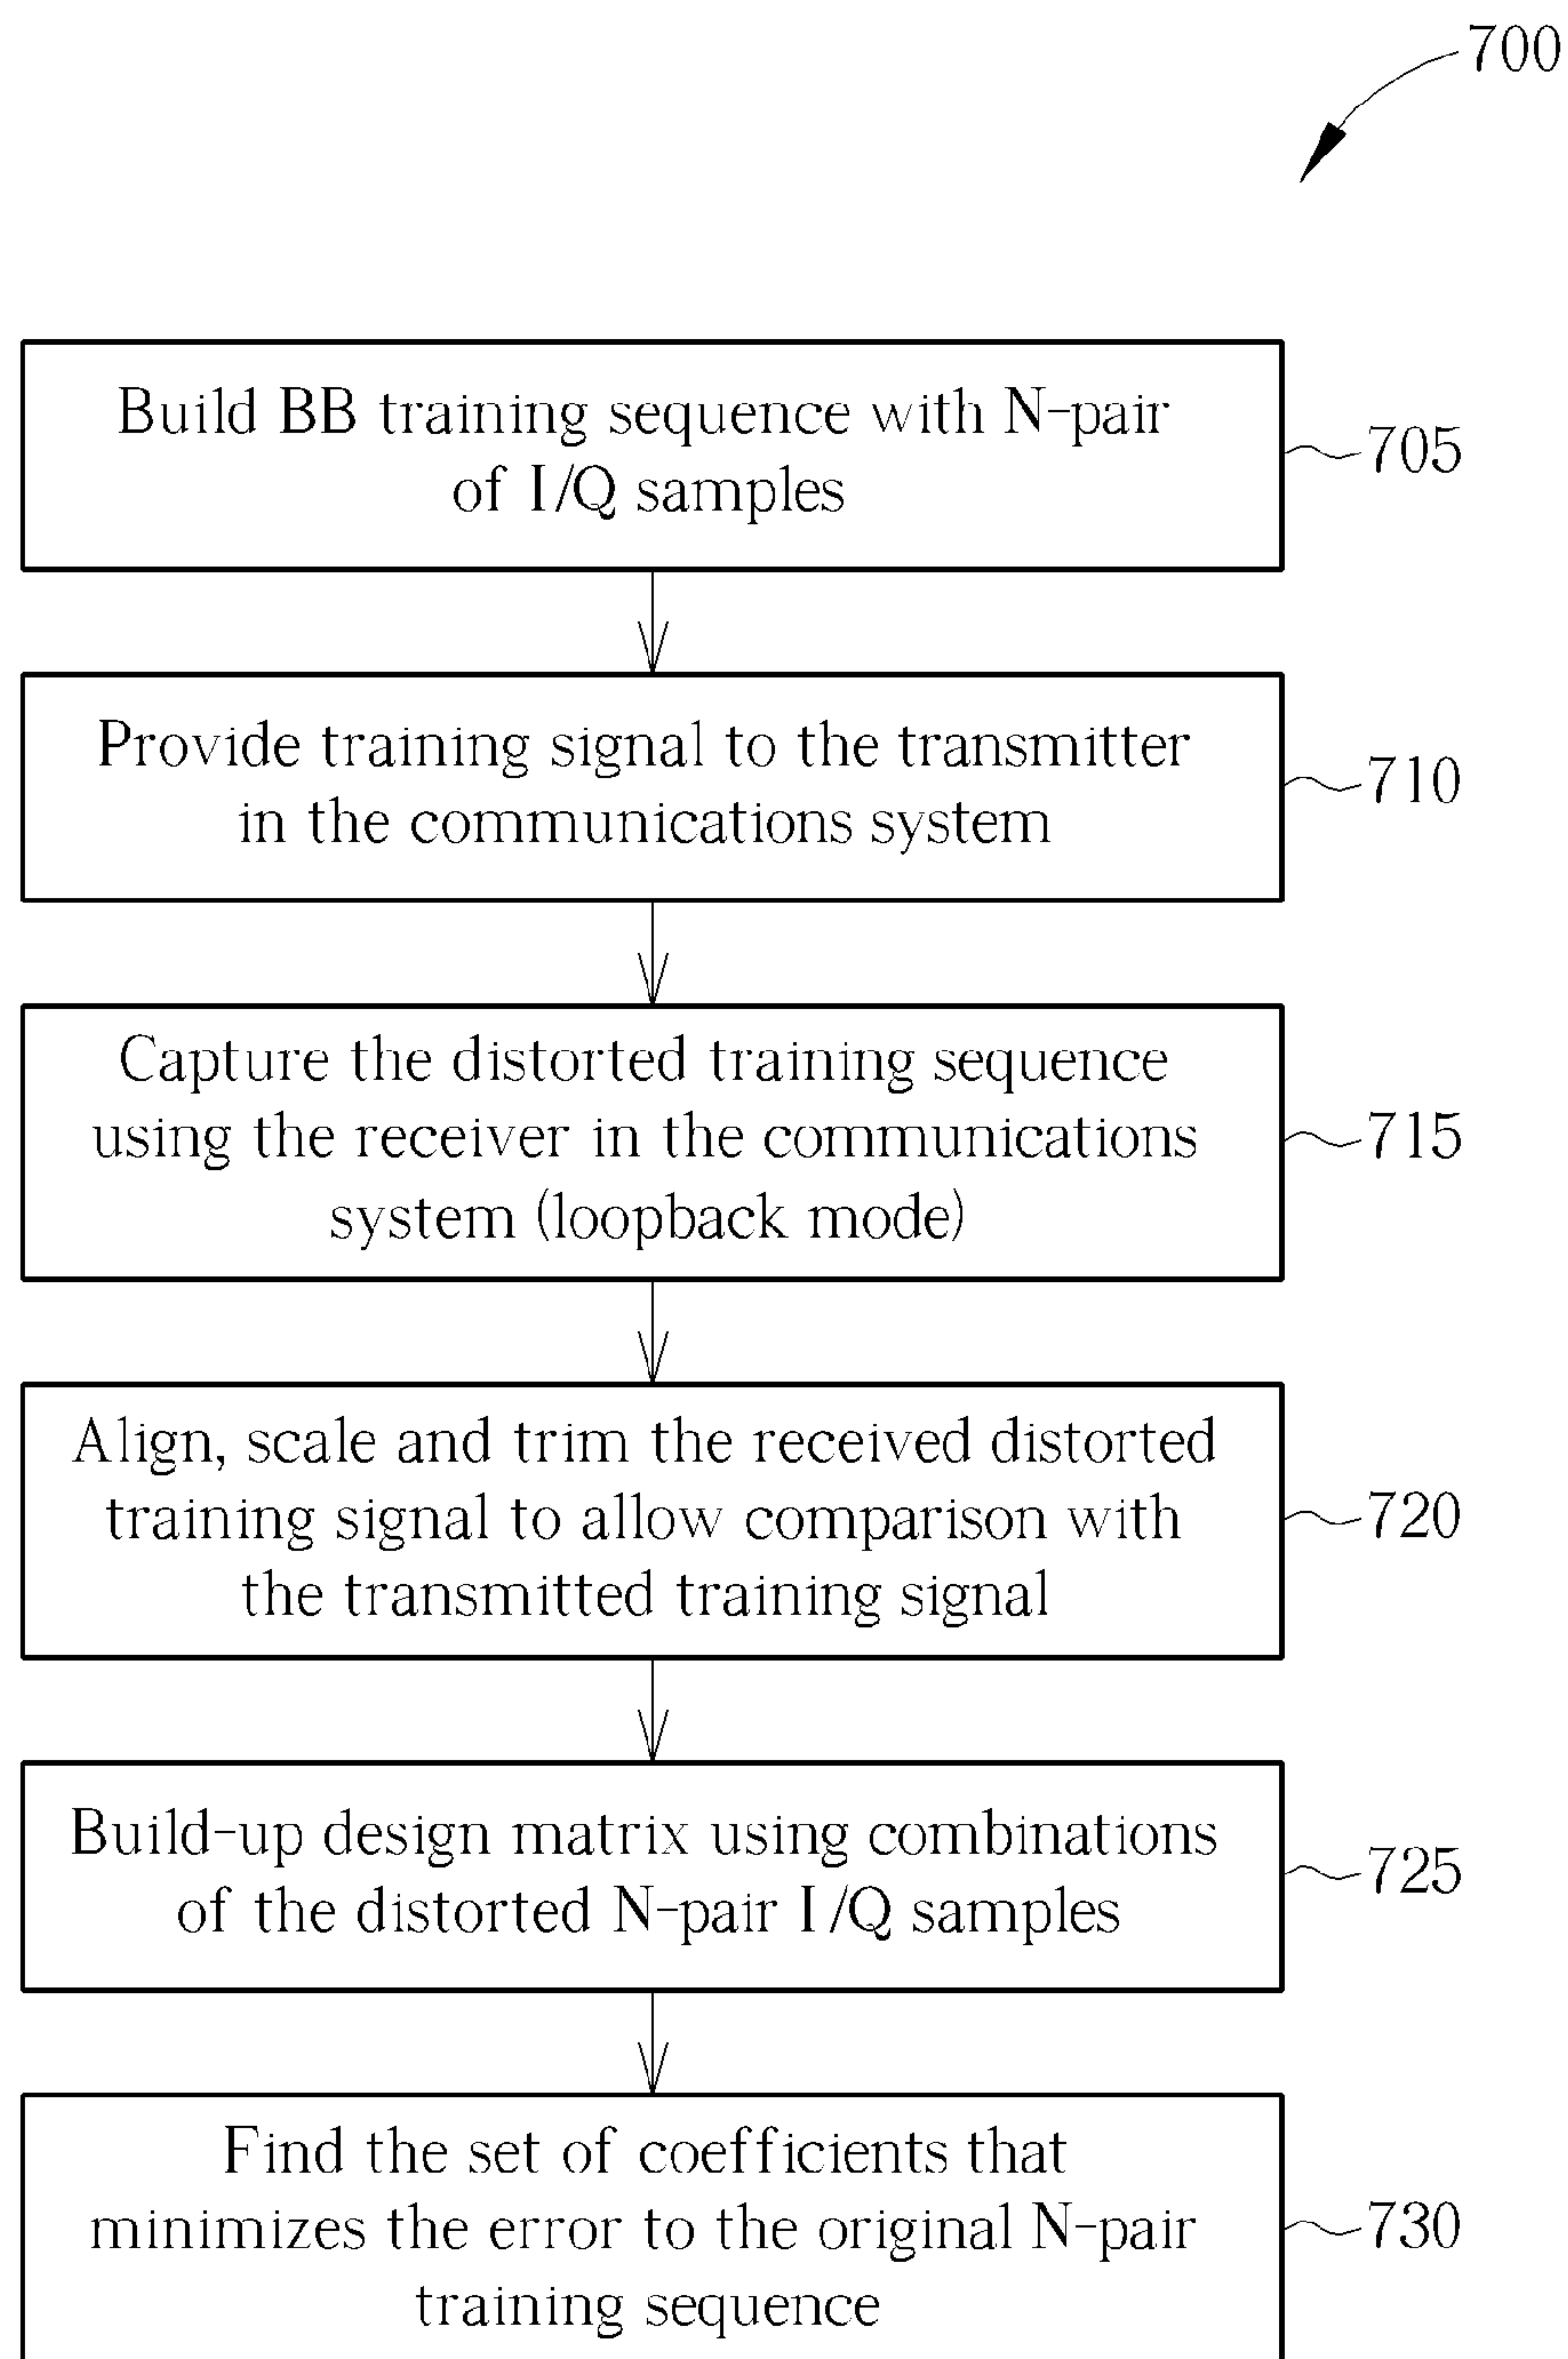 700
Build BB training sequence with N-pair
of I/Q samples
705
Provide training signal to the transmitter
in the communications system
710
Capture the distorted training sequence
using the receiver in the communications
system (loopback mode)
715
Align, scale and trim the received distorted
training signal to allow comparison with
the transmitted training signal
720
Build-up design matrix using combinations
of the distorted N-pair I/Q samples
725
Find the set of coefficients that
minimizes the error to the original N-pair
training sequence
730